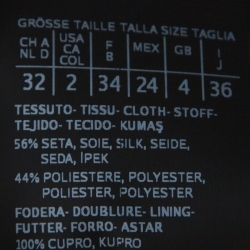 GRÖSSE TAILLE TALLA SIZE TAGLIA
CH A NL D USA CA COL F B MEX GB I J
32 2 34 24 4 36
TESSUTO- TISSU- CLOTH- STOFF-
TEJIDO- TECIDO- KUMAŞ
56% SETA, SOIE, SILK, SEIDE,
SEDA, İPEK
44% POLIESTERE, POLYESTER,
POLIESTER, POLYESTER
FODERA- DOUBLURE- LINING-
FUTTER- FORRO- ASTAR
100% CUPRO, KUPRO